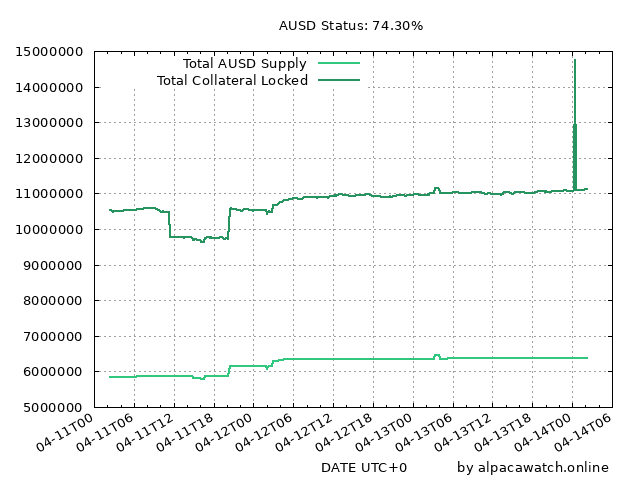 AUSD Status: 74.30%
Total AUSD Supply
Total Collateral Locked
15000000
14000000
13000000
12000000
11000000
10000000
9000000
8000000
7000000
6000000
5000000
04-11T00
04-11T06
04-11T12
04-11T18
04-12T00
04-12T06
04-12T12
04-12T18
04-13T00
04-13T06
04-13T12
04-13T18
04-14T00
04-14T06
DATE UTC+0
by alpacawatch.online